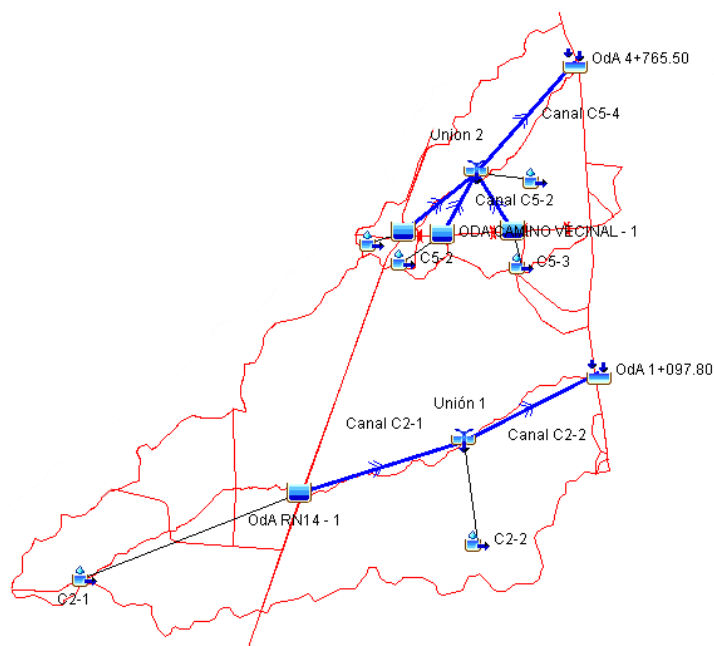 OdA 4+765.50
Canal C5-4
Union 2
Canal C5-2
ODA CAMINO VECINAL - 1
C5-2
C5-3
OdA 1+097.80
Unión 1
Canal C2-1
Canal C2-2
OdA RN14 - 1
C2-2
C2-1